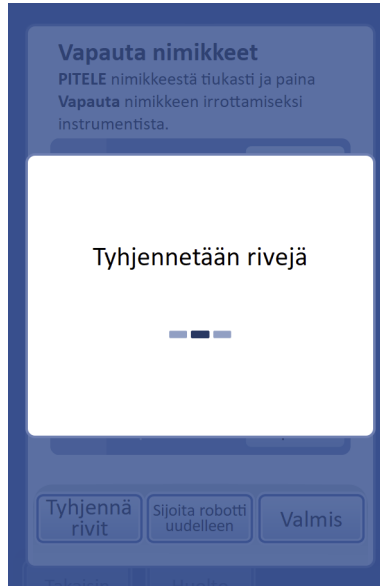 Vapauta nimikkeet
PITELE nimikkeestä tiukasti ja paina
Vapauta nimikkeen irrottamiseksi
instrumentista.
Tyhjennetään rivejä
Tyhjennä
rivit
Sijoita robotti
uudelleen
Valmis